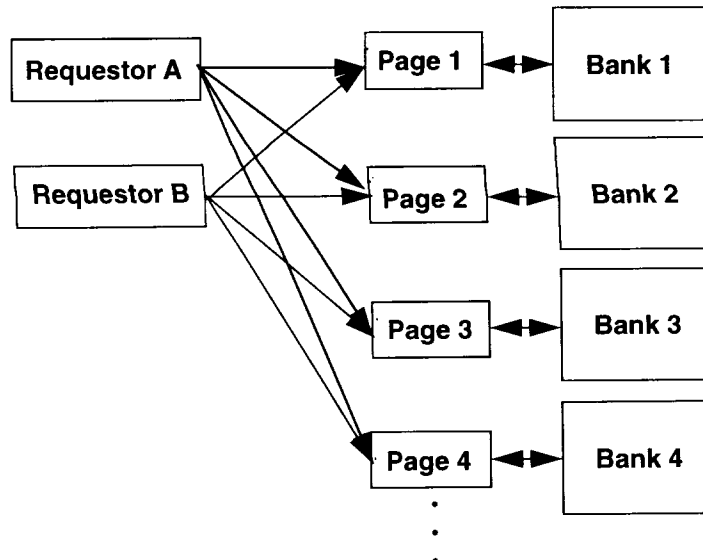 Requestor A
Page 1
Bank 1
Requestor B
Page 2
Bank 2
Page 3
Bank 3
Page 4
Bank 4